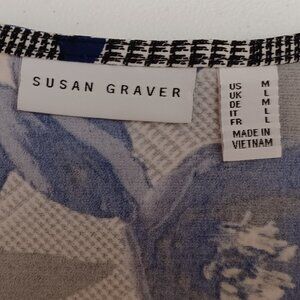 SUSAN GRAVER
US M
UK L
DE M
IT L
FR L
MADE IN
VIETNAM